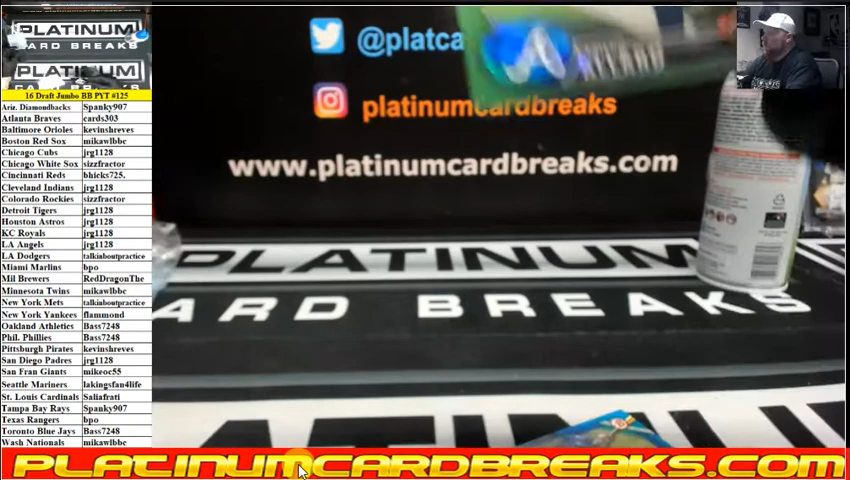 PLATINUM
CARD BREAKS
PLATINUM
16 Draft Jumbo BB PYT #125
Ariz. Diamondbacks Spanky907
Atlanta Braves cards303
Baltimore Orioles kevinshreves
Boston Red Sox mikawlbbc
Chicago Cubs jrg1128
Chicago White Sox sizzfractor
Cincinnati Reds bhicks725.
Cleveland Indians jrg1128
Colorado Rockies sizzfractor
Detroit Tigers jrg1128
Houston Astros jrg1128
KC Royals jrg1128
LA Angels jrg1128
LA Dodgers talkinboutpractice
Miami Marlins bpo
Mil Brewers RedDragonThe
Minnesota Twins mikawlbbc
New York Mets talkinboutpractice
New York Yankees flammond
Oakland Athletics Bass7248
Phil. Phillies Bass7248
Pittsburgh Pirates kevinshreves
San Diego Padres jrg1128
San Fran Giants mikeoc55
Seattle Mariners lakingsfan4life
St. Louis Cardinals Saliafrati
Tampa Bay Rays Spanky907
Texas Rangers bpo
Toronto Blue Jays Bass7248
Wash Nationals mikawlbbc
@platca
platinumcardbreaks
www.platinumcardbreaks.com
PLATINUM
CARD BREAKS
PLATINUMCARDBREAKS.COM